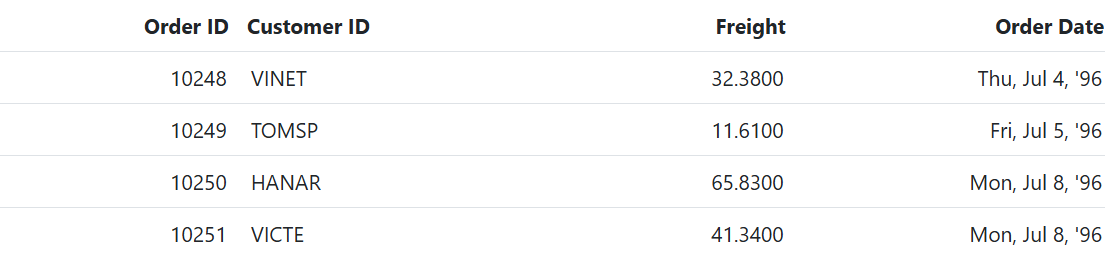 Order ID Customer ID Freight Order Date
10248 VINET 32.3800 Thu, Jul 4, '96
10249 TOMSP 11.6100 Fri, Jul 5, '96
10250 HANAR 65.8300 Mon, Jul 8, '96
10251 VICTE 41.3400 Mon, Jul 8, '96